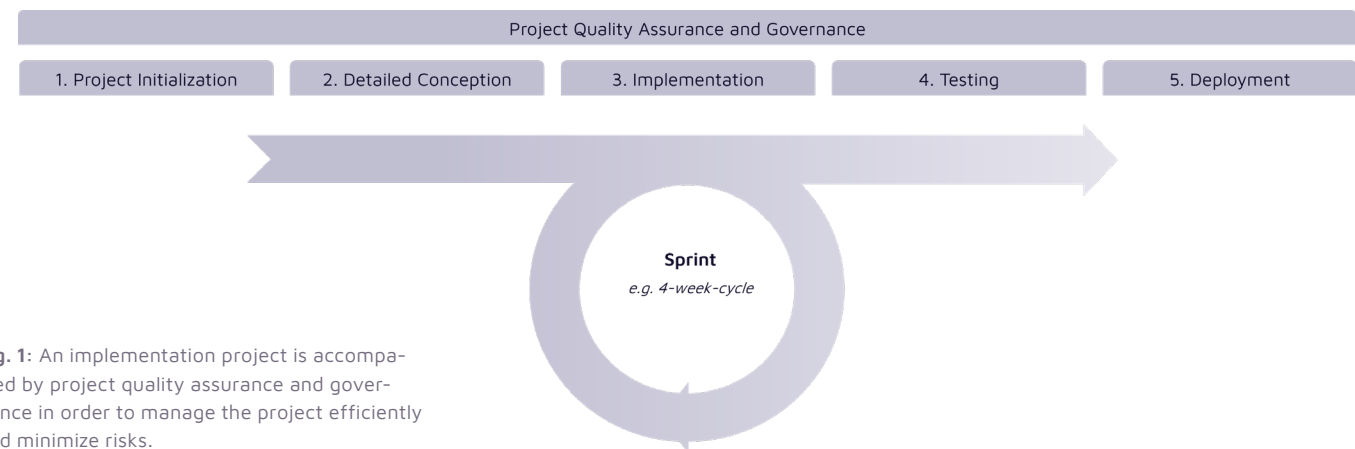 Project Quality Assurance and Governance
1. Project Initialization
2. Detailed Conception
3. Implementation
4. Testing
5. Deployment
Sprint
e.g. 4-week-cycle
g. 1: An implementation project is accompa-
ed by project quality assurance and gover-
nce in order to manage the project efficiently
d minimize risks.